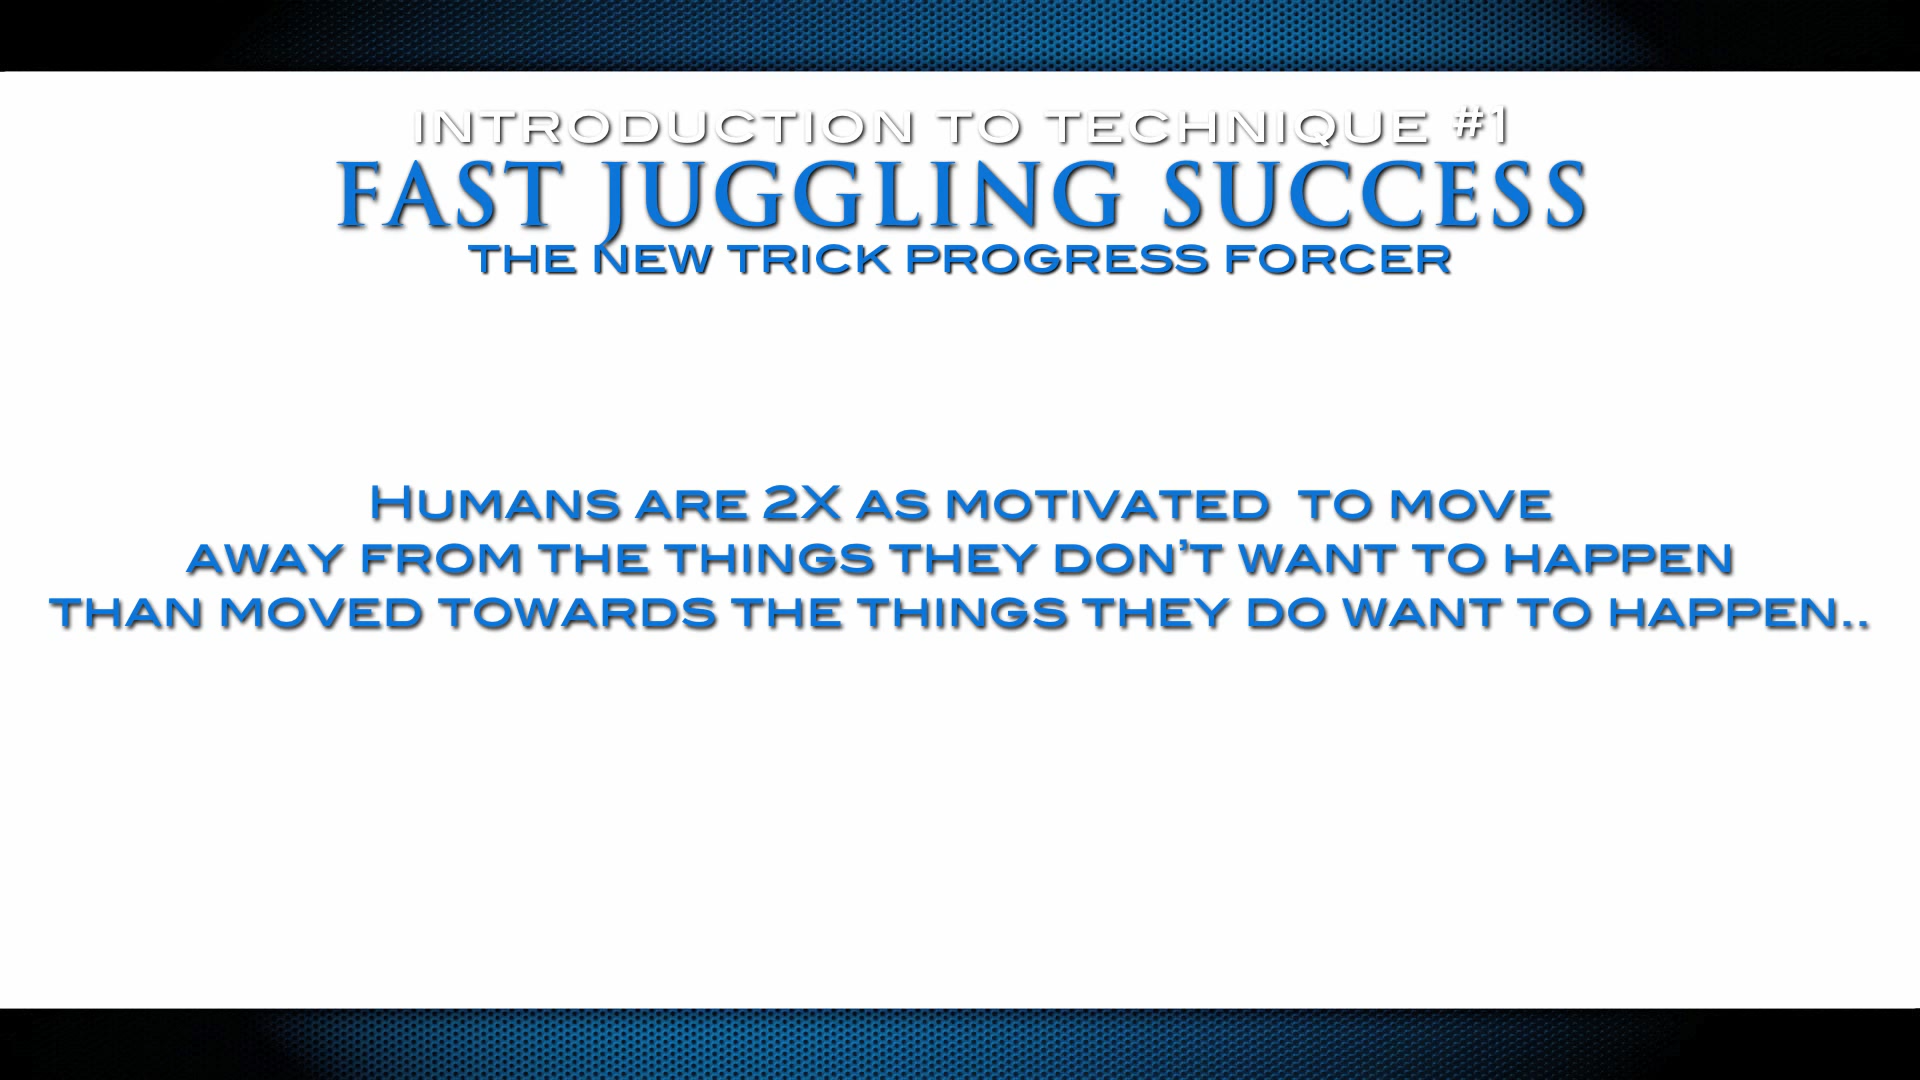 INTRODUCTION TO TECHNIQUE #1
FAST JUGGLING SUCCESS
THE NEW TRICK PROGRESS FORCER
HUMANS ARE 2X AS MOTIVATED TO MOVE
AWAY FROM THE THINGS THEY DON'T WANT TO HAPPEN
THAN MOVED TOWARDS THE THINGS THEY DO WANT TO HAPPEN..